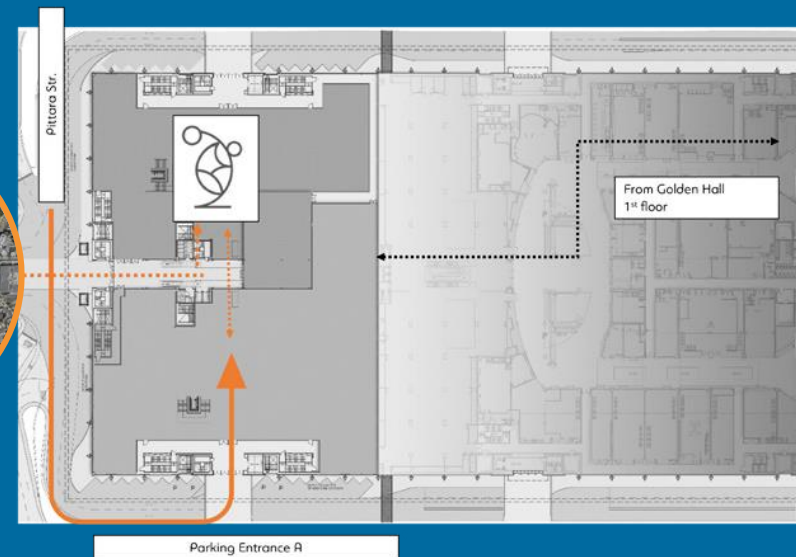 Pittara Str.
From Golden Hall
1st floor
Parking Entrance A